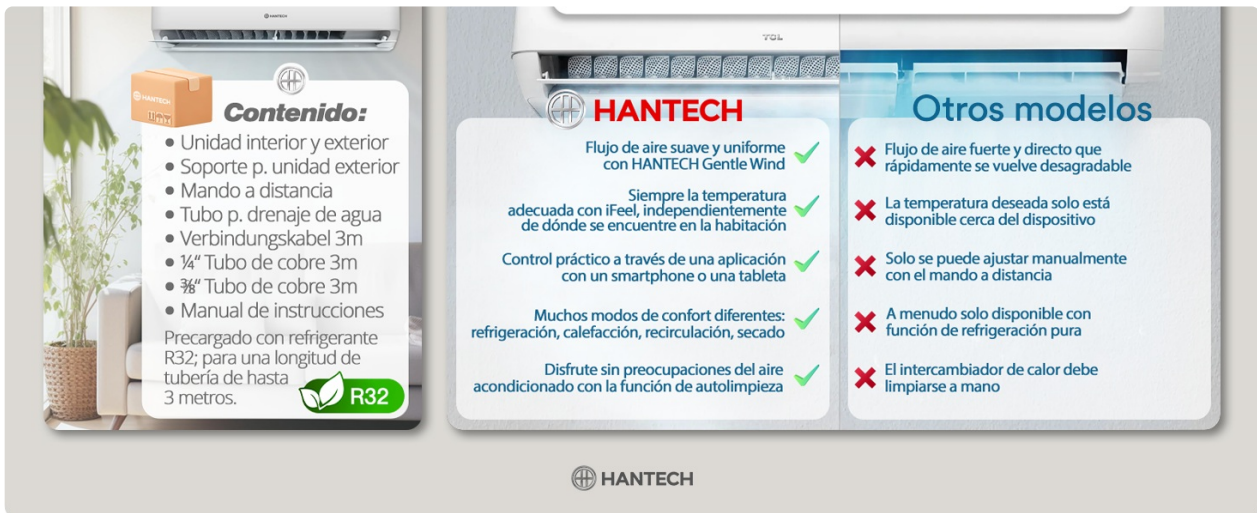 HANTECH
HANTECH
Contenido:
• Unidad interior y exterior
• Soporte p. unidad exterior
• Mando a distancia
• Tubo p. drenaje de agua
• Verbindungskabel 3m
• ¼“ Tubo de cobre 3m
• ⅜“ Tubo de cobre 3m
• Manual de instrucciones
Precargado con refrigerante
R32; para una longitud de
tubería de hasta
3 metros.
R32
TCL
HANTECH
Flujo de aire suave y uniforme
con HANTECH Gentle Wind
Siempre la temperatura
adecuada con iFeel, independientemente
de dónde se encuentre en la habitación
Control práctico a través de una aplicación
con un smartphone o una tableta
Muchos modos de confort diferentes:
refrigeración, calefacción, recirculación, secado
Disfrute sin preocupaciones del aire
acondicionado con la función de autolimpieza
Otros modelos
Flujo de aire fuerte y directo que
rápidamente se vuelve desagradable
La temperatura deseada solo está
disponible cerca del dispositivo
Solo se puede ajustar manualmente
con el mando a distancia
A menudo solo disponible con
función de refrigeración pura
El intercambiador de calor debe
limpiarse a mano
HANTECH